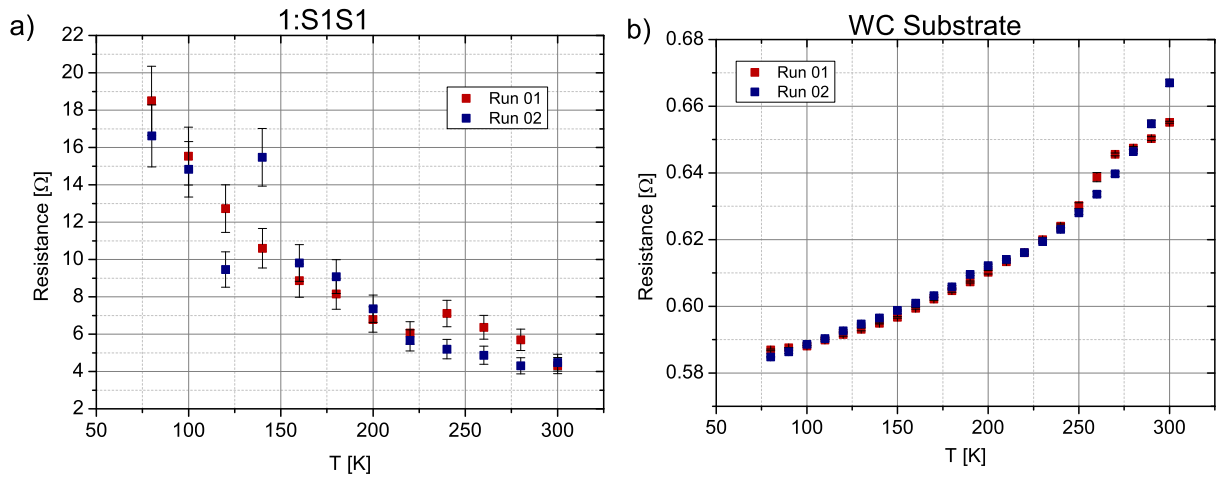 a)
1:S1S1
22
20
18
16
14
12
10
8
6
4
2
Resistance [Ω]
Run 01
Run 02
50
100
150
200
250
300
T [K]
b)
WC Substrate
0.68
0.66
0.64
0.62
0.60
0.58
Resistance [Ω]
Run 01
Run 02
50
100
150
200
250
300
T [K]